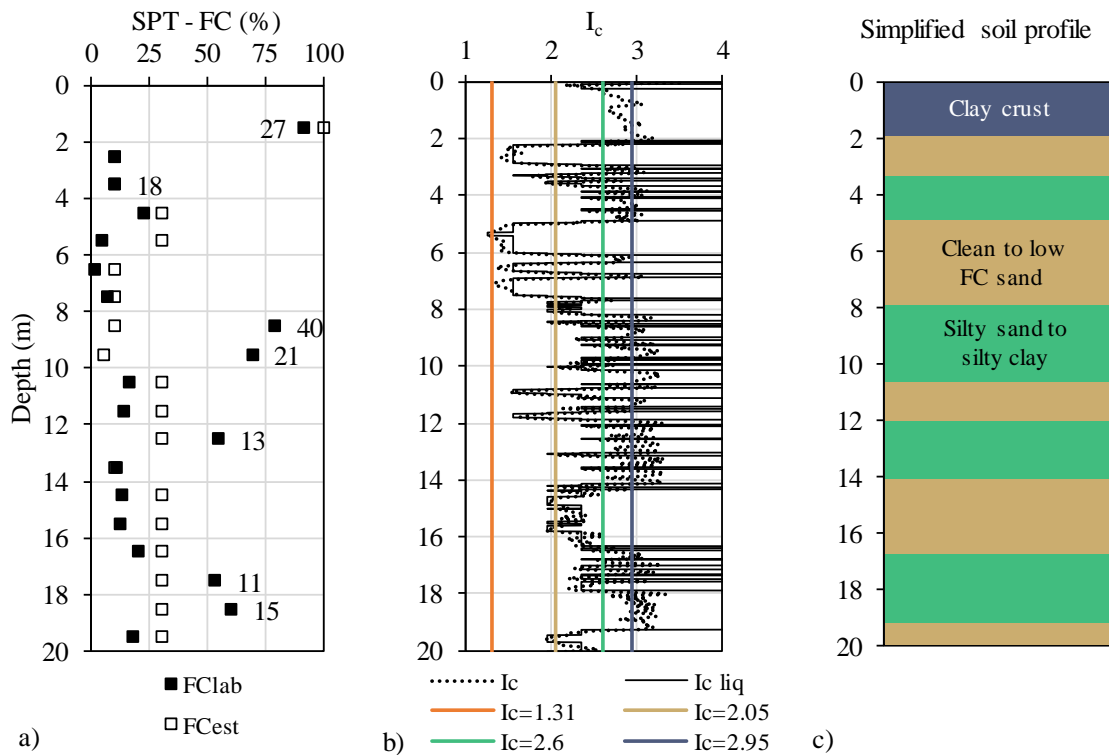 SPT - FC (%)
0 25 50 75 100
0
2
4
6
8
10
12
14
16
18
20
Depth (m)
27
18
40
21
13
11
15
FClab
FCest
a)
Ic
1 2 3 4
0
2
4
6
8
10
12
14
16
18
20
Ic Ic liq
Ic=1.31 Ic=2.05
Ic=2.6 Ic=2.95
b)
Simplified soil profile
0
2
4
6
8
10
12
14
16
18
20
Clay crust
Clean to low
FC sand
Silty sand to
silty clay
c)